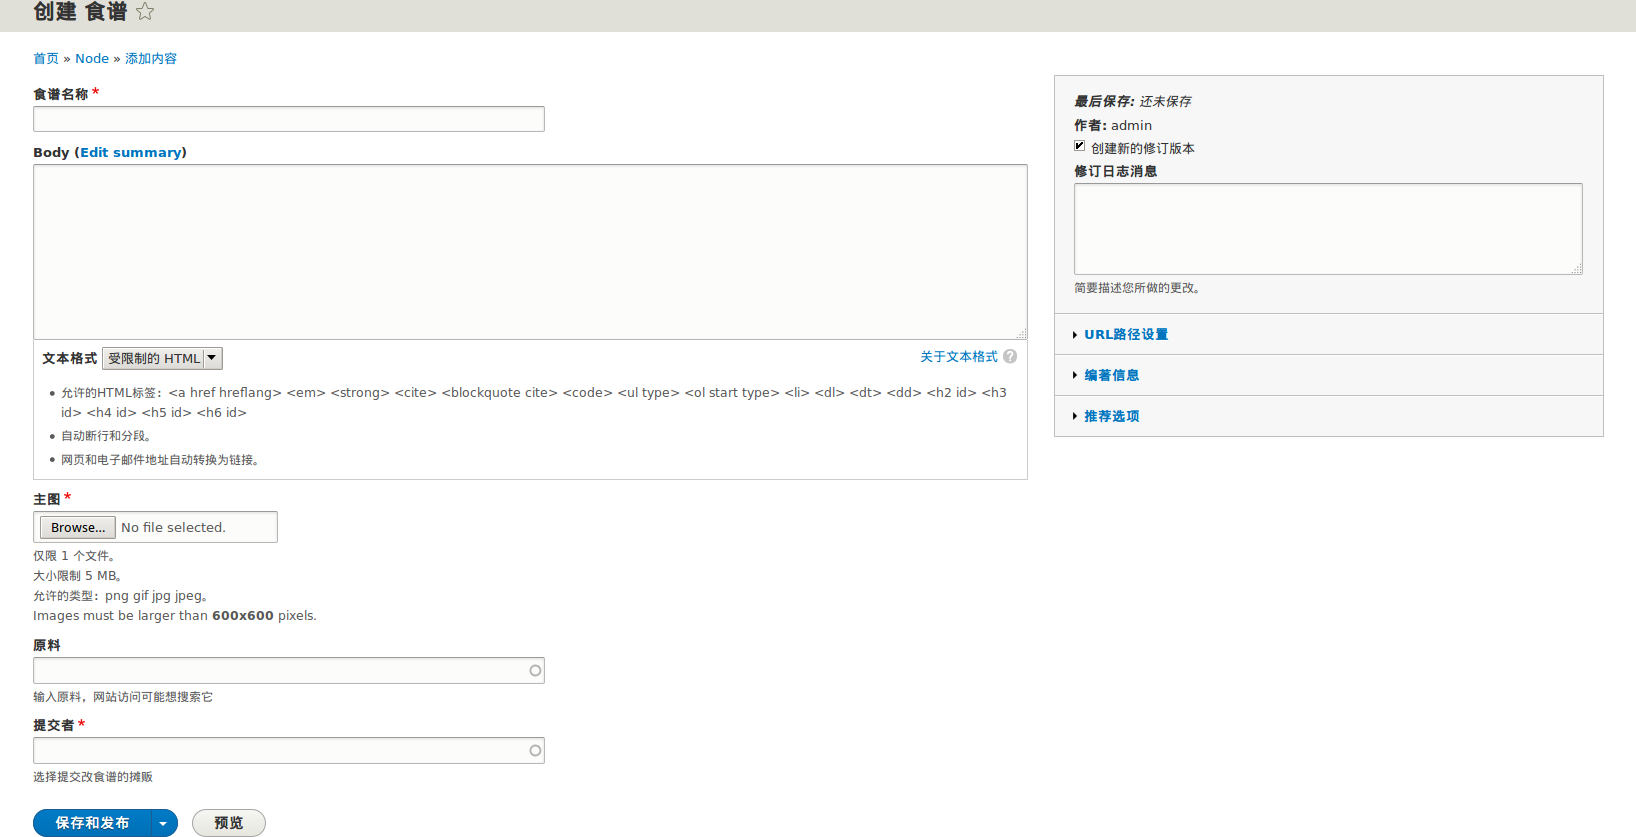 创建 食谱
首页 » Node » 添加内容
食谱名称 *
Body (Edit summary)
文本格式 受限制的 HTML 关于文本格式 ?
允许的HTML标签：<a href hreflang> <em> <strong> <cite> <blockquote cite> <code> <ul type> <ol start type> <li> <dl> <dt> <dd> <h2 id> <h3
id> <h4 id> <h5 id> <h6 id>
自动断行和分段。
网页和电子邮件地址自动转换为链接。
主图 *
Browse... No file selected.
仅限 1 个文件。
大小限制 5 MB。
允许的类型：png gif jpg jpeg。
Images must be larger than 600x600 pixels.
原料
输入原料，网站访问可能想搜索它
提交者 *
选择提交改食谱的摊贩
保存和发布 预览
最后保存: 还未保存
作者: admin
创建新的修订版本
修订日志消息
简要描述您所做的更改。
URL路径设置
编著信息
推荐选项